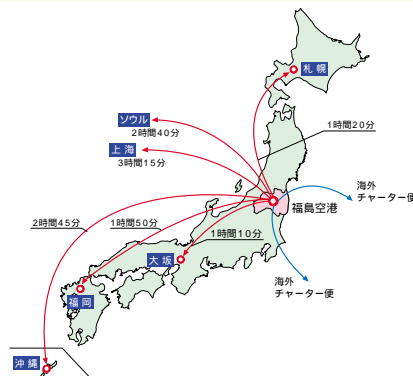 札幌
ソウル
2時間40分
上海
3時間15分
1時間20分
海外
チャーター便
福島空港
2時間45分
1時間50分
1時間10分
大坂
海外
チャーター便
福岡
沖縄